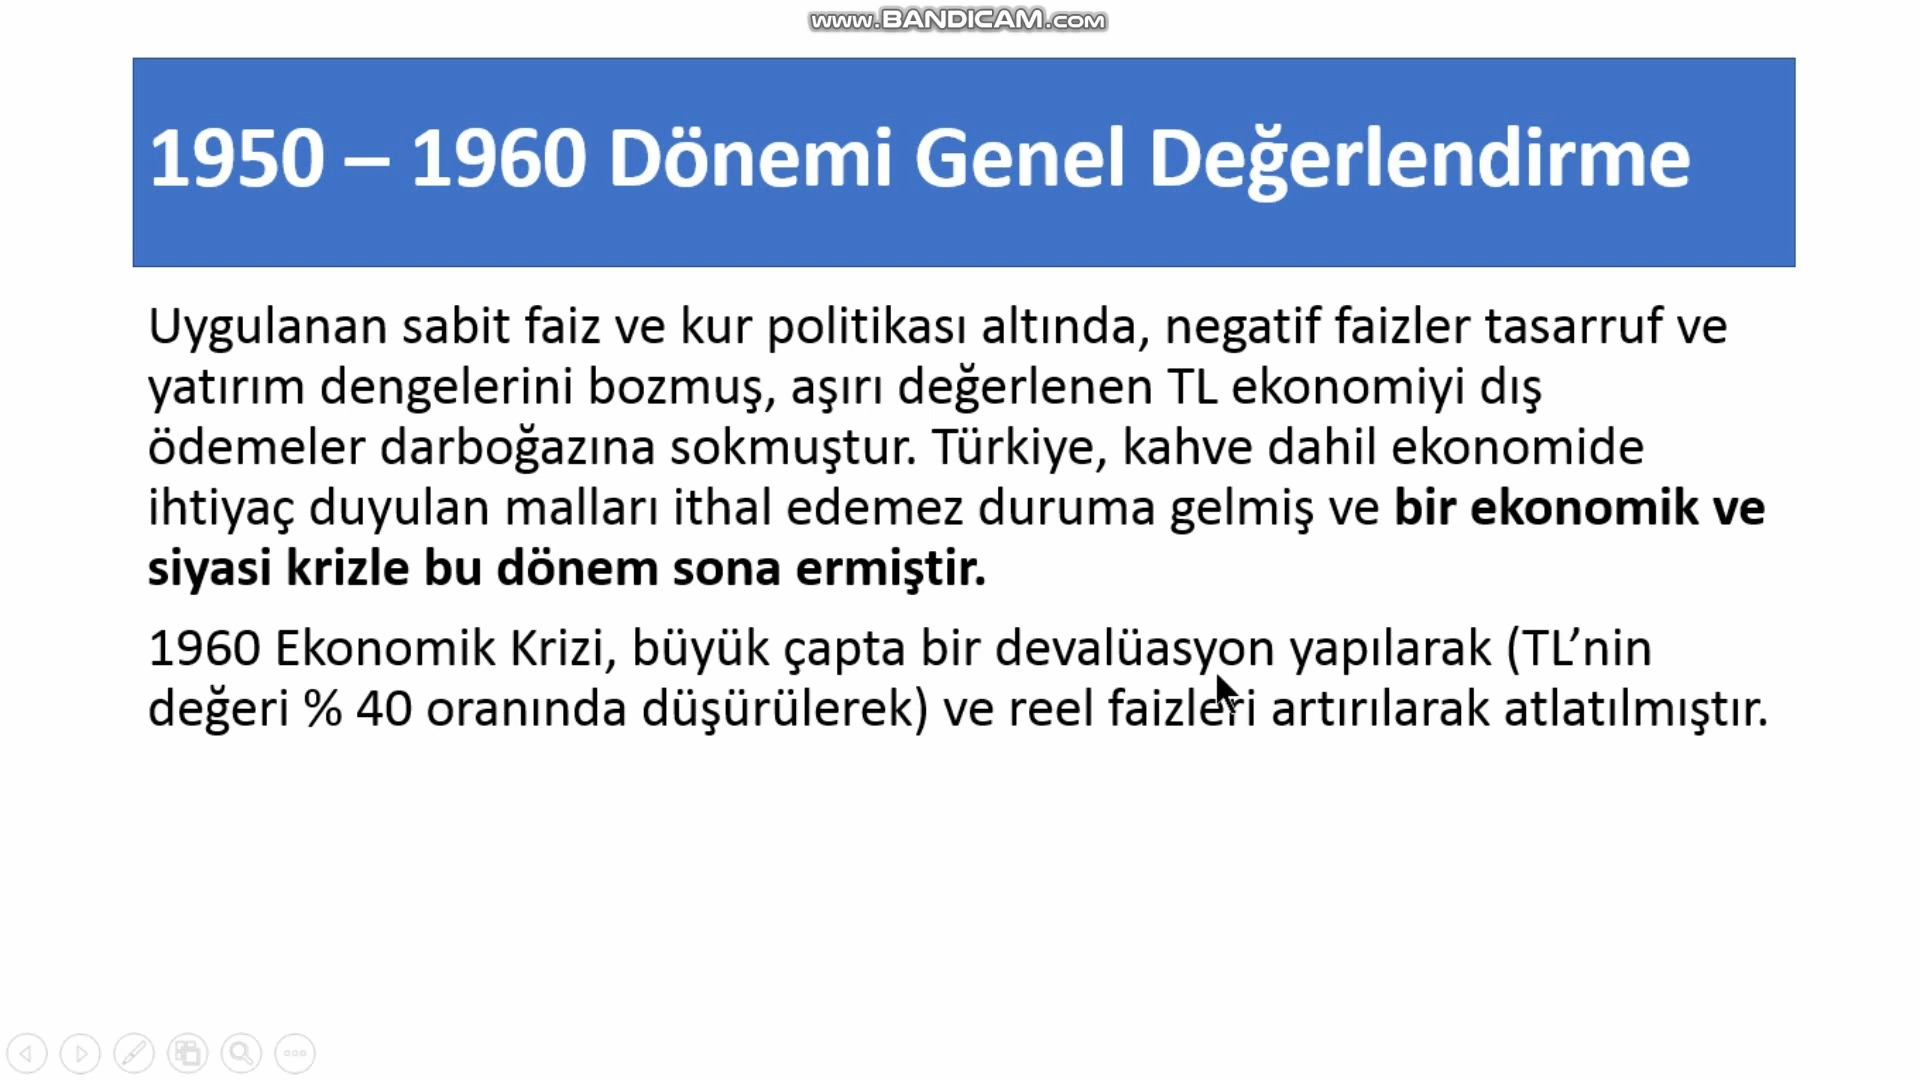 www.BANDICAM.com
1950 – 1960 Dönemi Genel Değerlendirme
Uygulanan sabit faiz ve kur politikası altında, negatif faizler tasarruf ve
yatırım dengelerini bozmuş, aşırı değerlenen TL ekonomiyi dış
ödemeler darboğazına sokmuştur. Türkiye, kahve dahil ekonomide
ihtiyaç duyulan malları ithal edemez duruma gelmiş ve bir ekonomik ve
siyasi krizle bu dönem sona ermiştir.
1960 Ekonomik Krizi, büyük çapta bir devalüasyon yapılarak (TL’nin
değeri % 40 oranında düşürülerek) ve reel faizleri artırılarak atlatılmıştır.